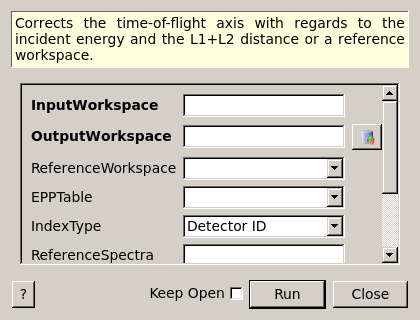 Corrects the time-of-flight axis with regards to the
incident energy and the L1+L2 distance or a reference
workspace.
InputWorkspace
OutputWorkspace
ReferenceWorkspace
EPPTable
IndexType Detector ID
ReferenceSpectra
? Keep Open Run Close